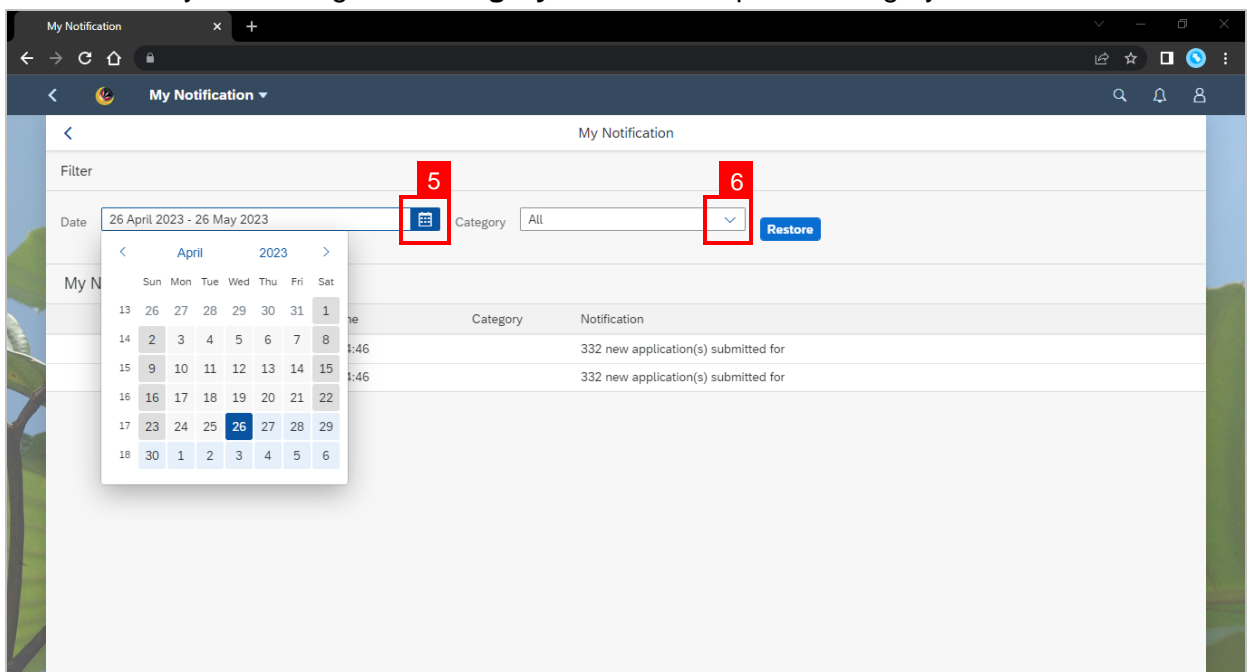 My Notification
My Notification
My Notification
Filter
5
6
Date 26 April 2023 - 26 May 2023 Category All Restore
April 2023
My N
Sun Mon Tue Wed Thu Fri Sat
13 26 27 28 29 30 31 1
Category Notification
14 2 3 4 5 6 7 8
332 new application(s) submitted for
15 9 10 11 12 13 14 15
332 new application(s) submitted for
16 16 17 18 19 20 21 22
17 23 24 25 26 27 28 29
18 30 1 2 3 4 5 6